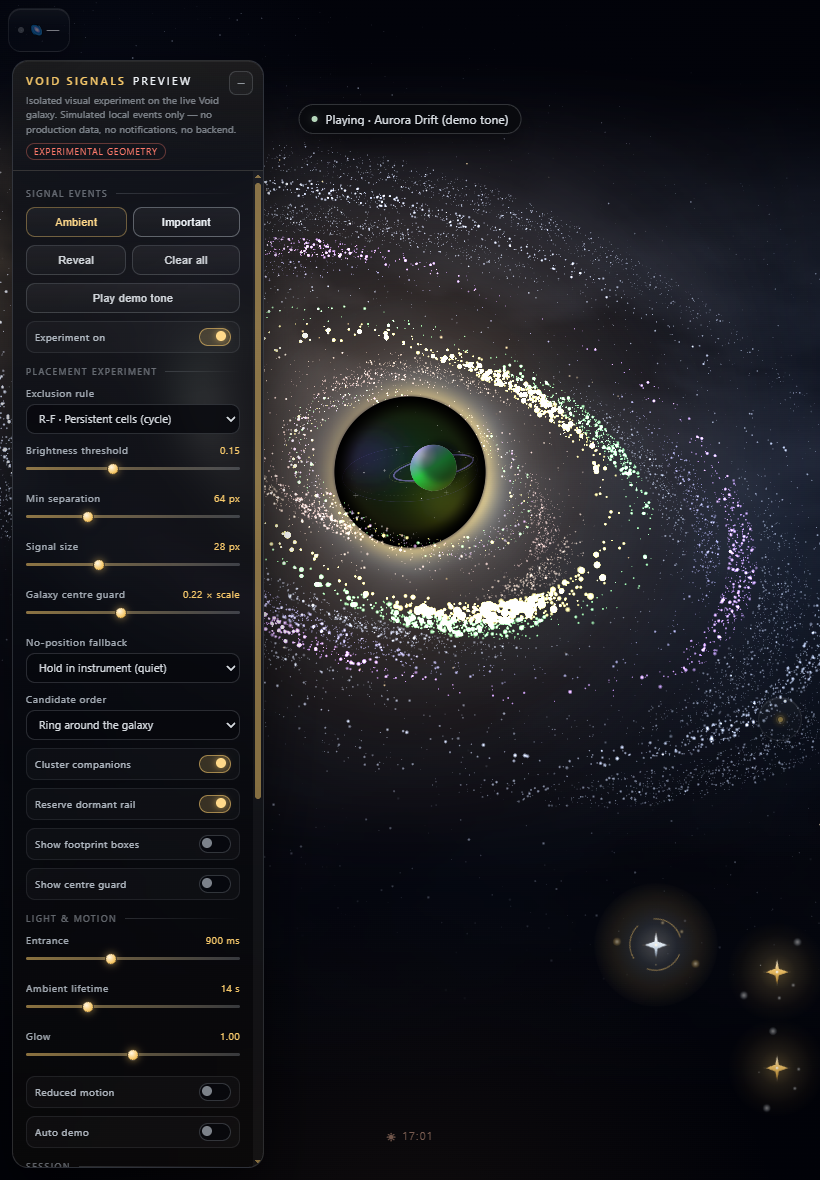 VOID SIGNALS PREVIEW
Isolated visual experiment on the live Void
galaxy. Simulated local events only — no
production data, no notifications, no backend.
EXPERIMENTAL GEOMETRY
Playing · Aurora Drift (demo tone)
SIGNAL EVENTS
Ambient Important
Reveal Clear all
Play demo tone
Experiment on
PLACEMENT EXPERIMENT
Exclusion rule
R-F · Persistent cells (cycle)
Brightness threshold 0.15
Min separation 64 px
Signal size 28 px
Galaxy centre guard 0.22 × scale
No-position fallback
Hold in instrument (quiet)
Candidate order
Ring around the galaxy
Cluster companions
Reserve dormant rail
Show footprint boxes
Show centre guard
LIGHT & MOTION
Entrance 900 ms
Ambient lifetime 14 s
Glow 1.00
Reduced motion
Auto demo
SESSION
17:01